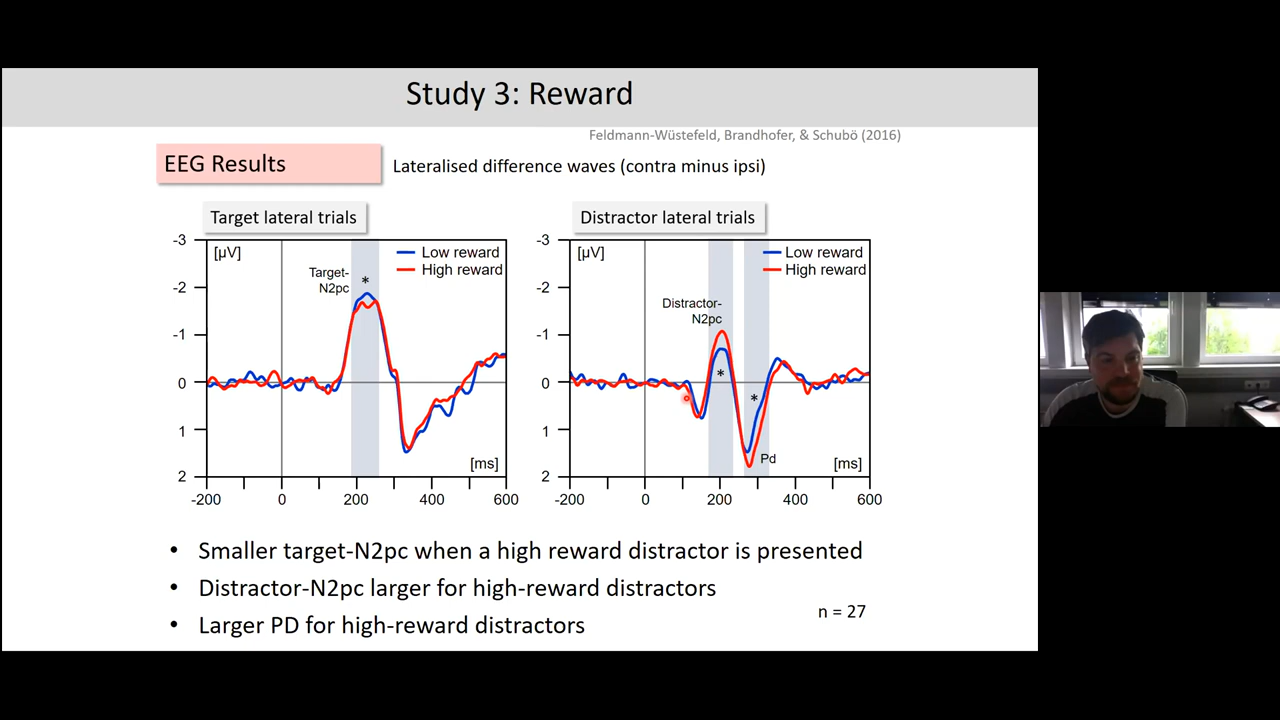 Study 3: Reward
Feldmann-Wüstefeld, Brandhofer, & Schubö (2016)
EEG Results
Lateralised difference waves (contra minus ipsi)
Target lateral trials
-3
-2
-1
0
1
2
[µV]
Low reward
High reward
Target-
N2pc
*
[ms]
-200
0
200
400
600
Distractor lateral trials
-3
-2
-1
0
1
2
[µV]
Low reward
High reward
Distractor-
N2pc
*
*
Pd
[ms]
-200
0
200
400
600
• Smaller target-N2pc when a high reward distractor is presented
• Distractor-N2pc larger for high-reward distractors
• Larger PD for high-reward distractors
n = 27